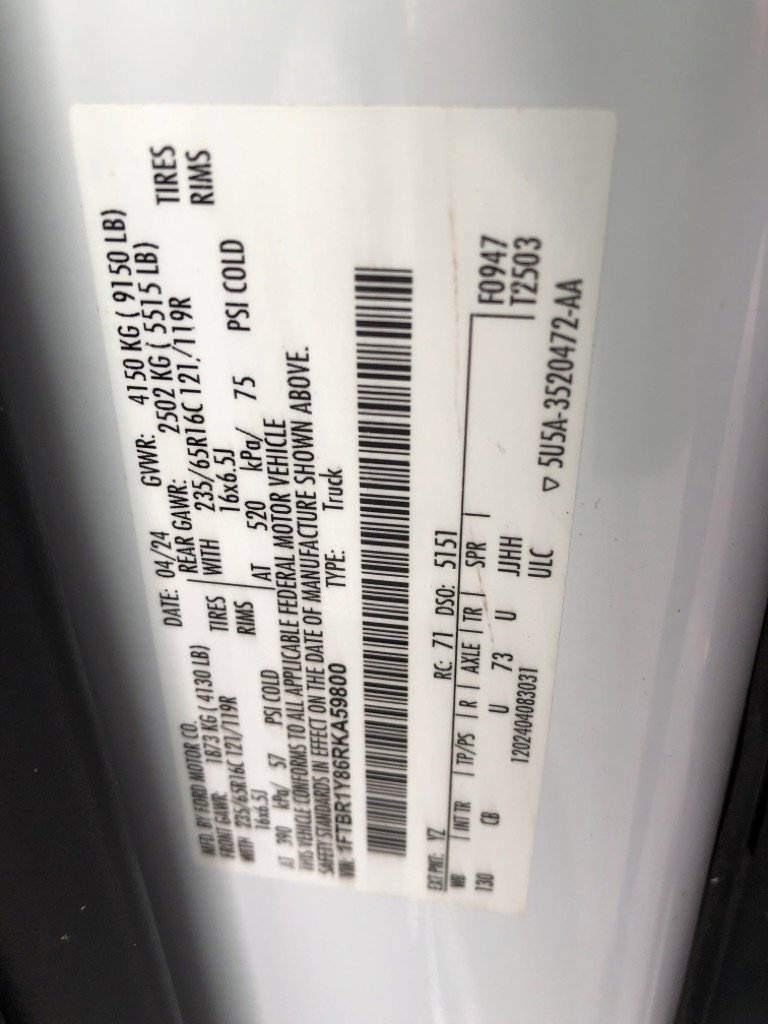 MFD. BY FORD MOTOR CO.
DATE: 04/24 GVWR: 4150 KG ( 9150 LB)
FRONT GAWR: 1873 KG ( 4130 LB) REAR GAWR: 2502 KG ( 5515 LB)
WITH 235/65R16C 121/119R TIRES WITH 235/65R16C 121/119R TIRES
16x6.5J RIMS 16x6.5J RIMS
AT 390 kPa/ 57 PSI COLD AT 520 kPa/ 75 PSI COLD
THIS VEHICLE CONFORMS TO ALL APPLICABLE FEDERAL MOTOR VEHICLE
SAFETY STANDARDS IN EFFECT ON THE DATE OF MANUFACTURE SHOWN ABOVE.
VIN: 1FTBR1Y86RKA59800 TYPE: Truck
EXT PNT: YZ RC: 71 DSO: 5151
WB INT TR TP/PS R AXLE TR SPR F0947
130 CB U 73 U JJHH T2503
1202404083031 ULC ▽ 5U5A-3520472-AA